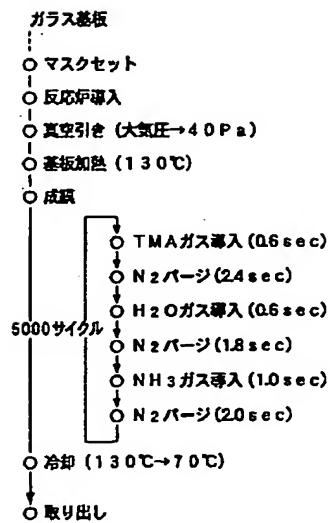 ガラス基板
マスクセット
反応炉導入
真空引き (大気圧→40Pa)
基板加熱 (130℃)
成膜
TMAガス導入 (0.6sec)
N2パージ (2.4sec)
H2Oガス導入 (0.6sec)
5000サイクル
N2パージ (1.8sec)
NH3ガス導入 (1.0sec)
N2パージ (2.0sec)
冷却 (130℃→70℃)
取り出し